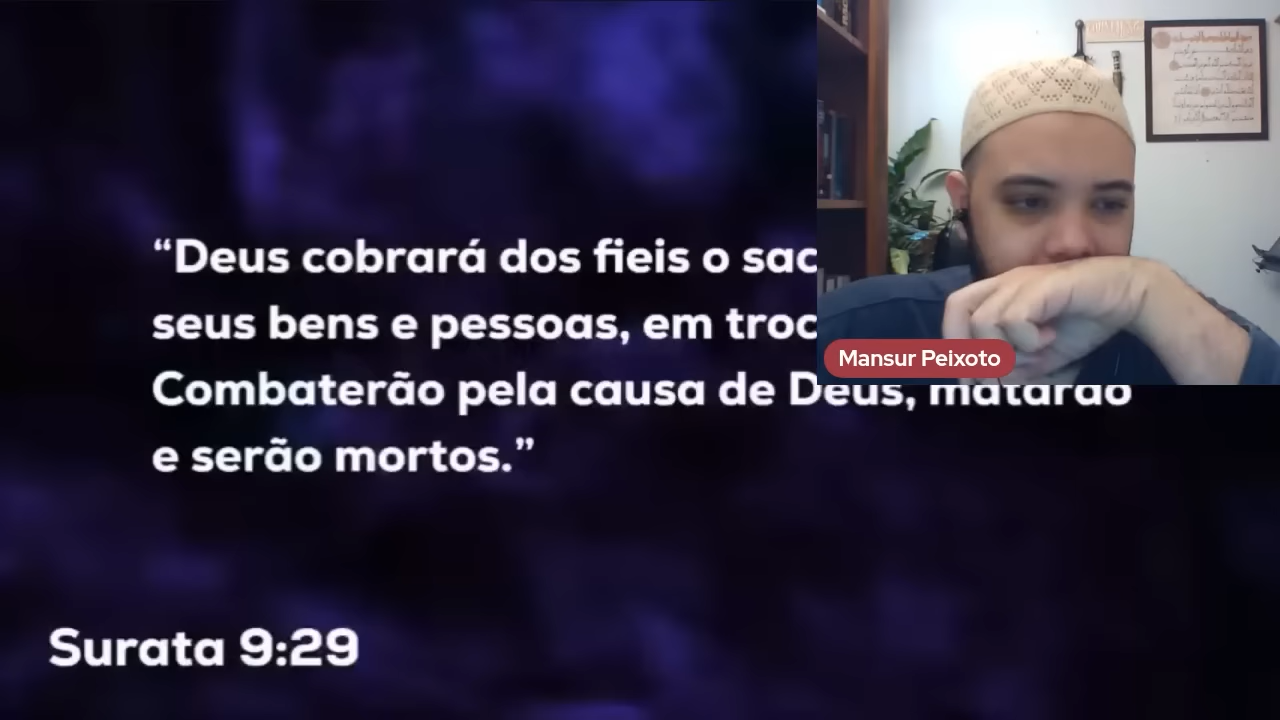 “Deus cobrará dos fieis o sac
seus bens e pessoas, em troc
Combaterão pela causa de Deus, matarão
e serão mortos.”
Surata 9:29
Mansur Peixoto